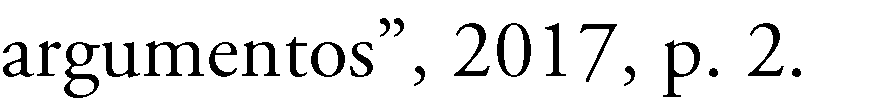 argumentos”, 2017, p. 2.